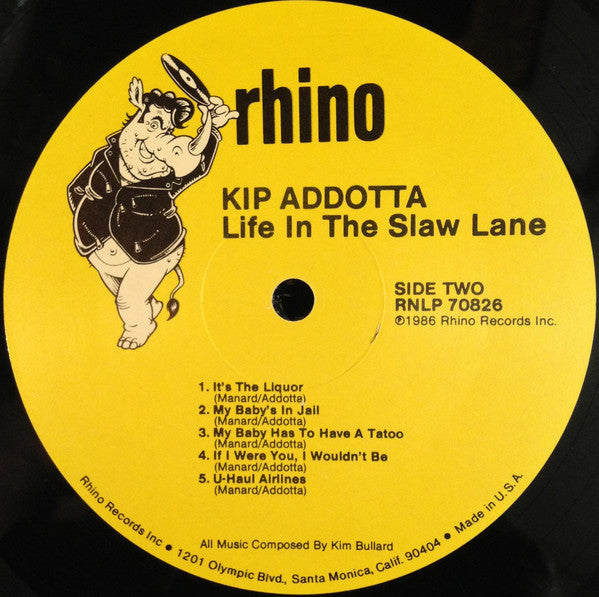 rhino
KIP ADDOTTA
Life In The Slaw Lane
SIDE TWO
RNLP 70826
℗1986 Rhino Records Inc.
1. It's The Liquor
(Manard/Addotta)
2. My Baby's In Jail
(Manard/Addotta)
3. My Baby Has To Have A Tatoo
(Manard/Addotta)
4. If I Were You, I Wouldn't Be
(Manard/Addotta)
5. U-Haul Airlines
(Manard/Addotta)
All Music Composed By Kim Bullard
Rhino Records Inc • 1201 Olympic Blvd., Santa Monica, Calif. 90404 • Made in U.S.A.